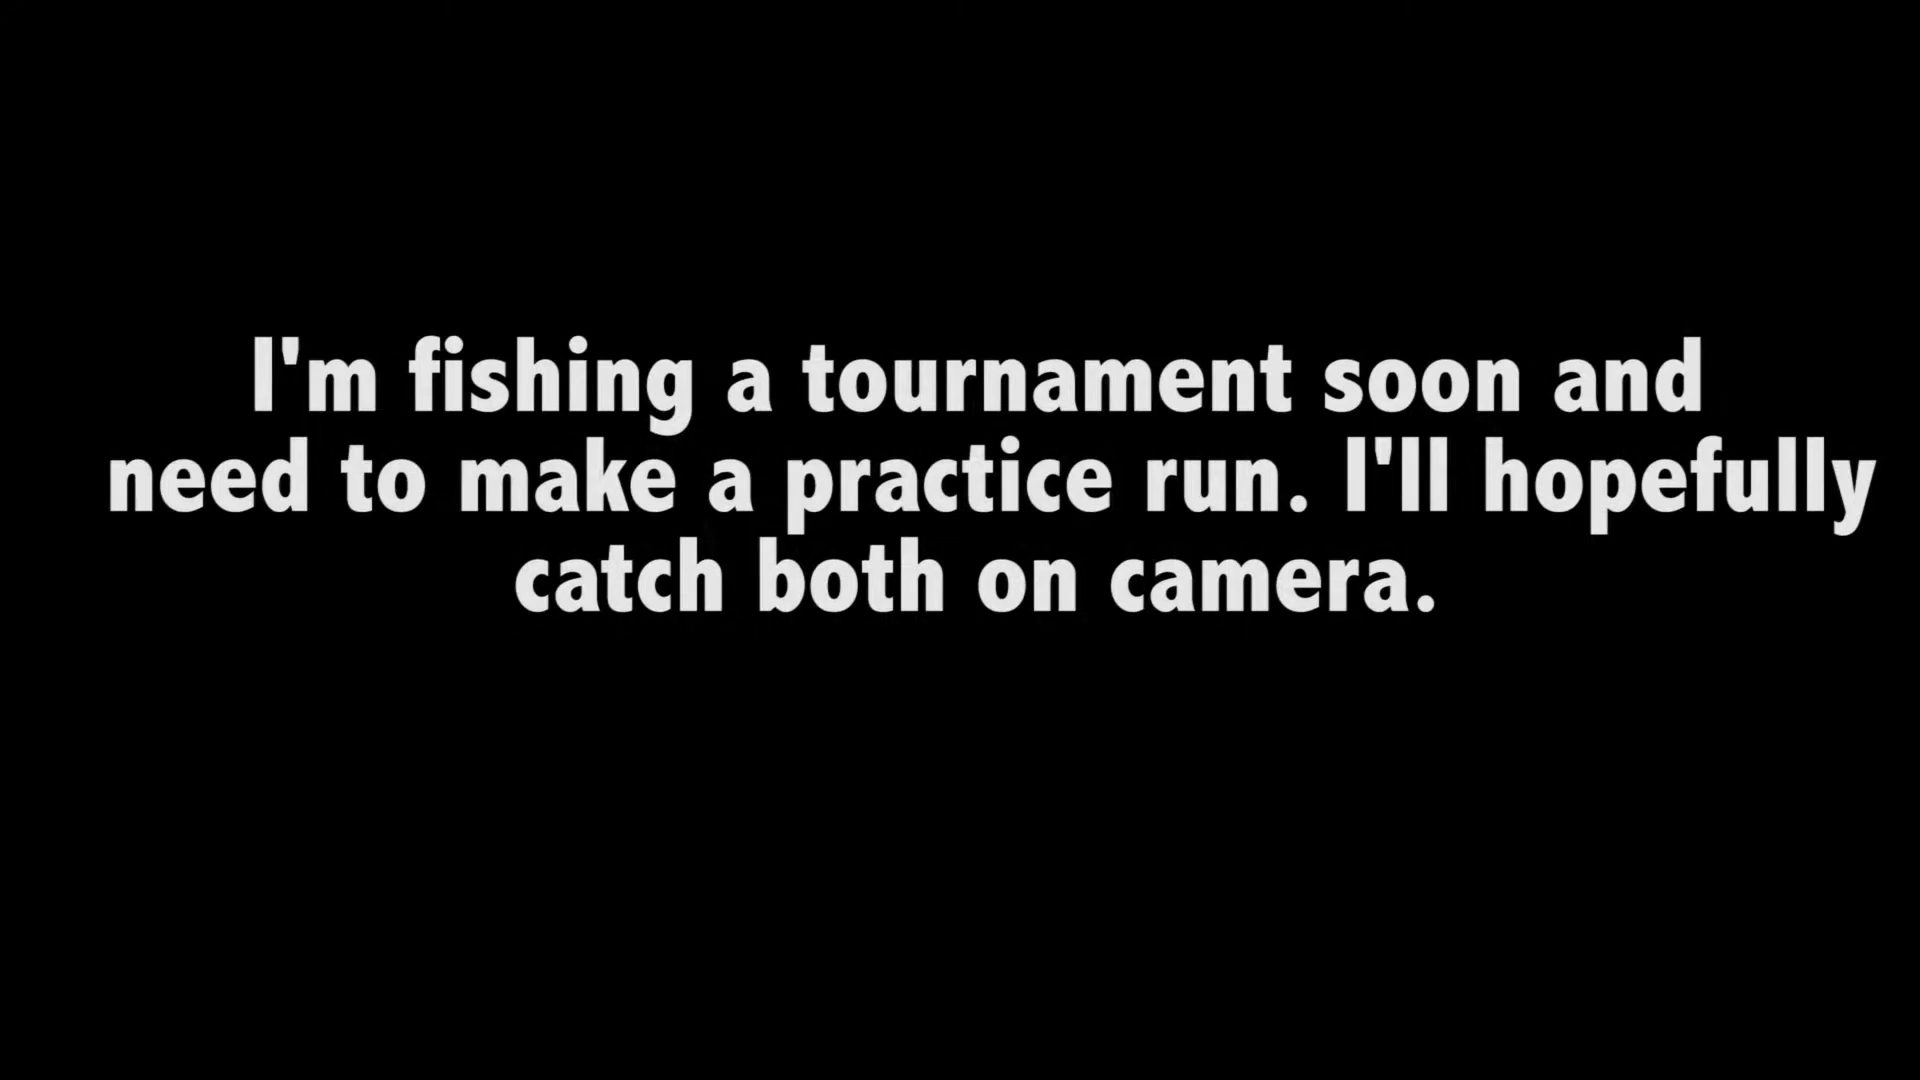 I'm fishing a tournament soon and
need to make a practice run. I'll hopefully
catch both on camera.